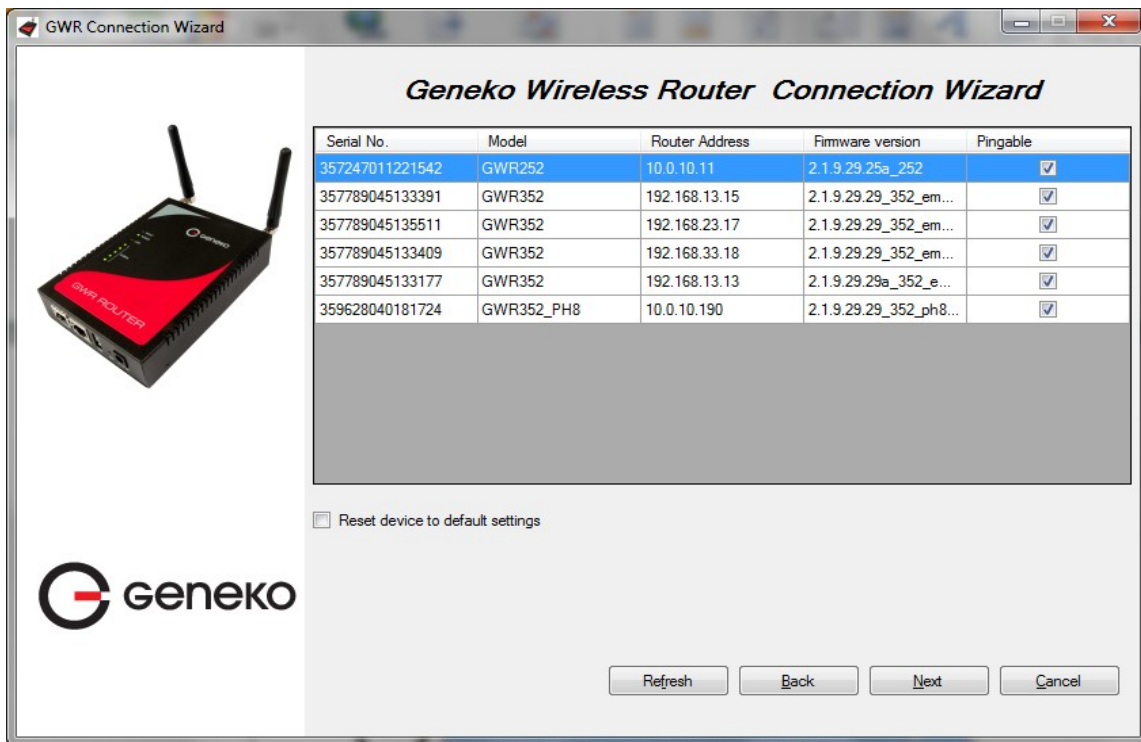 GWR Connection Wizard
Geneko Wireless Router Connection Wizard
Serial No. Model Router Address Firmware version Pingable
357247011221542 GWR252 10.0.10.11 2.1.9.29.25a_252
357789045133391 GWR352 192.168.13.15 2.1.9.29.29_352_em...
357789045135511 GWR352 192.168.23.17 2.1.9.29.29_352_em...
357789045133409 GWR352 192.168.33.18 2.1.9.29.29_352_em...
357789045133177 GWR352 192.168.13.13 2.1.9.29.29a_352_e...
359628040181724 GWR352_PH8 10.0.10.190 2.1.9.29.29_352_ph8...
GENEKO
GWR ROUTER
Reset device to default settings
GENEKO
Refresh Back Next Cancel